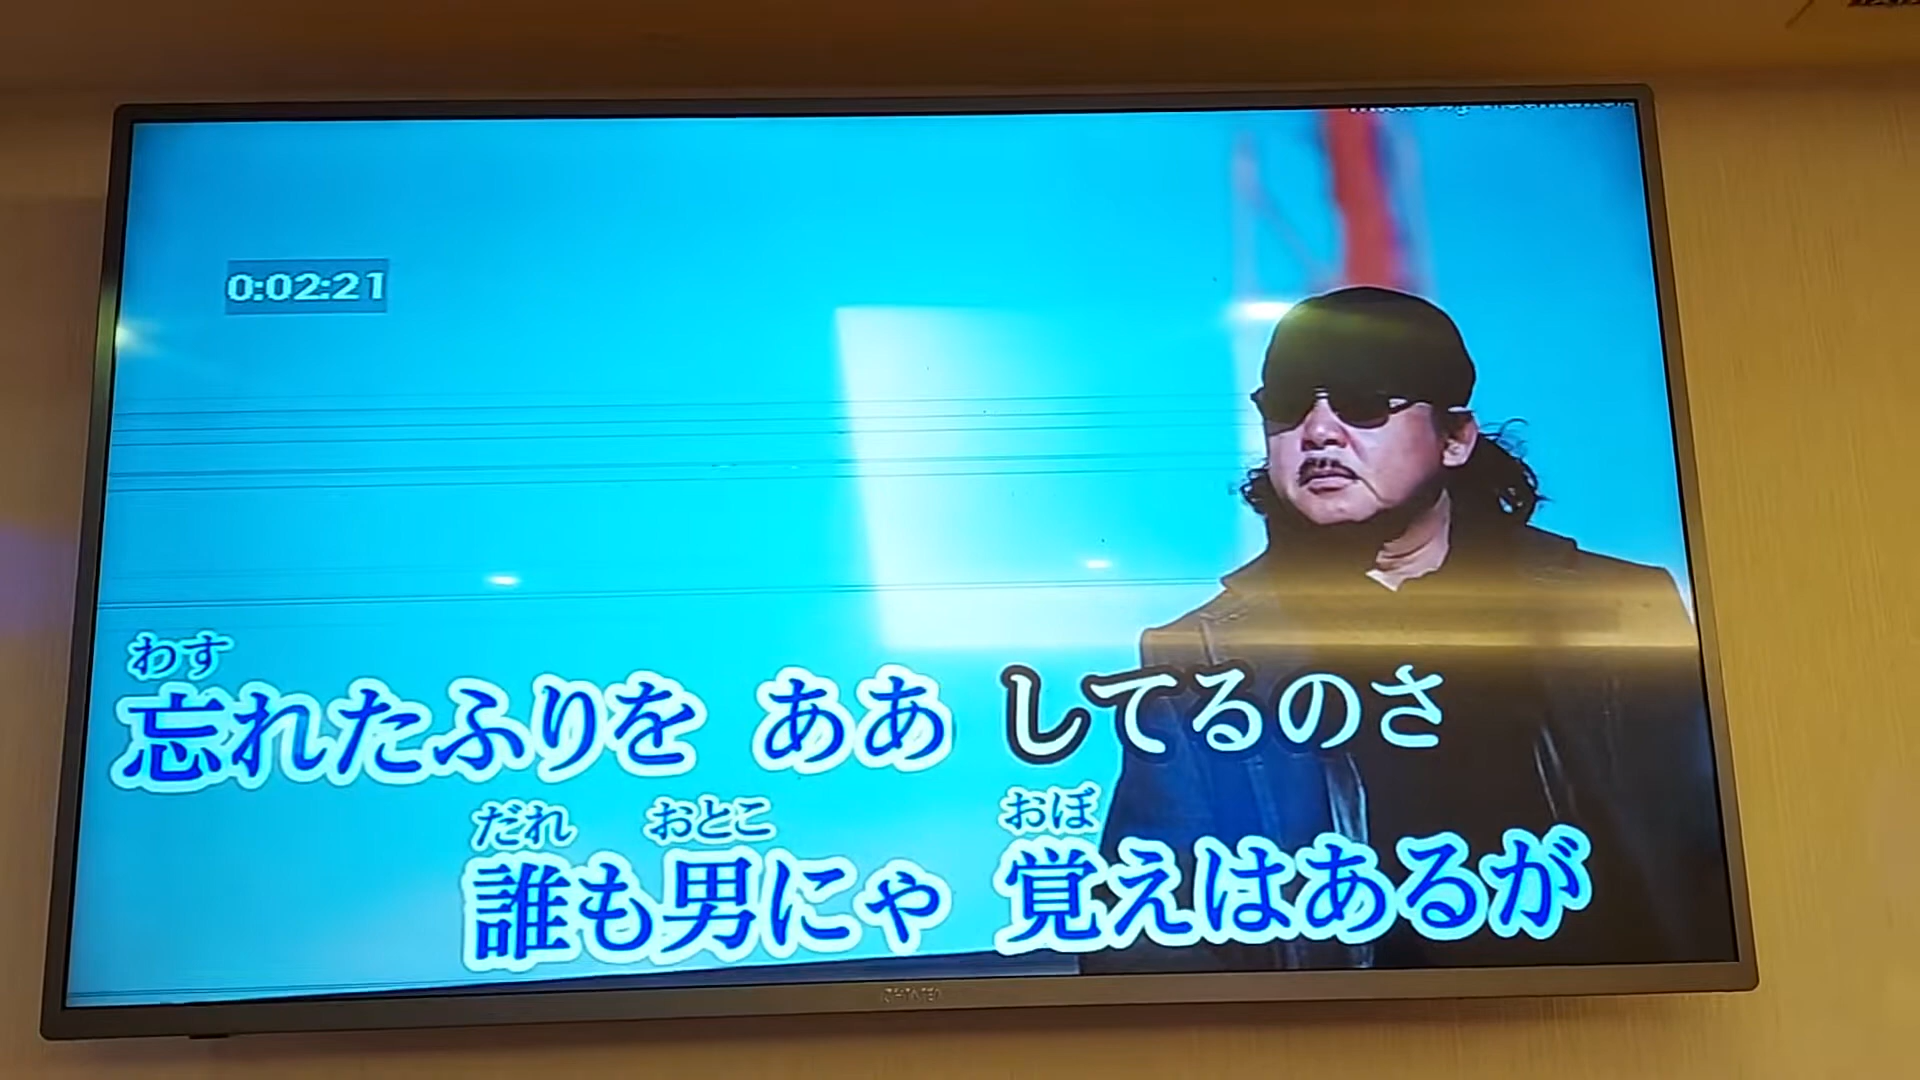 0:02:21
わす
忘れたふりを ああ してるのさ
だれ おとこ おぼ
誰も男にゃ 覚えはあるが